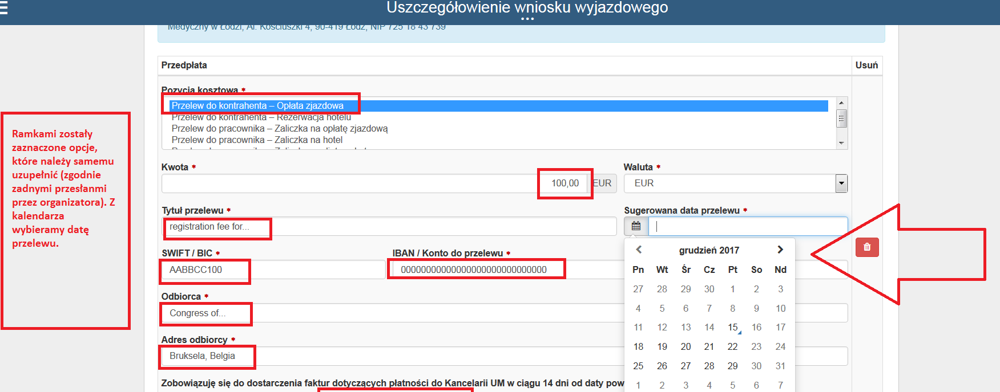 Uszczegółowienie wniosku wyjazdowego
Medyczny w Łodzi, Al. Kościuszki 4, 90-419 Łódź, NIP 725 18 43 739
Przedpłata
Usuń
Pozycja kosztowa *
Przelew do kontrahenta – Opłata zjazdowa
Przelew do kontrahenta – Rezerwacja hotelu
Przelew do pracownika – Zaliczka na opłatę zjazdową
Przelew do pracownika – Zaliczka na hotel
Ramkami zostały
zaznaczone opcje,
które należy samemu
uzupełnić (zgodnie
zadnymi przesłanmi
przez organizatora). Z
kalendarza
wybieramy datę
przelewu.
Kwota *
Waluta *
100,00 EUR
EUR
Tytuł przelewu *
Sugerowana data przelewu *
registration fee for...
SWIFT / BIC *
IBAN / Konto do przelewu *
AABBCC100
00000000000000000000000000000
Odbiorca *
Congress of...
Adres odbiorcy *
Bruksela, Belgia
grudzień 2017
Pn Wt Śr Cz Pt So Nd
27 28 29 30 1 2 3
4 5 6 7 8 9 10
11 12 13 14 15 16 17
18 19 20 21 22 23 24
25 26 27 28 29 30 31
1 2 3 4 5 6 7
Zobowiązuję się do dostarczenia faktur dotyczących płatności do Kancelarii UM w ciągu 14 dni od daty pow